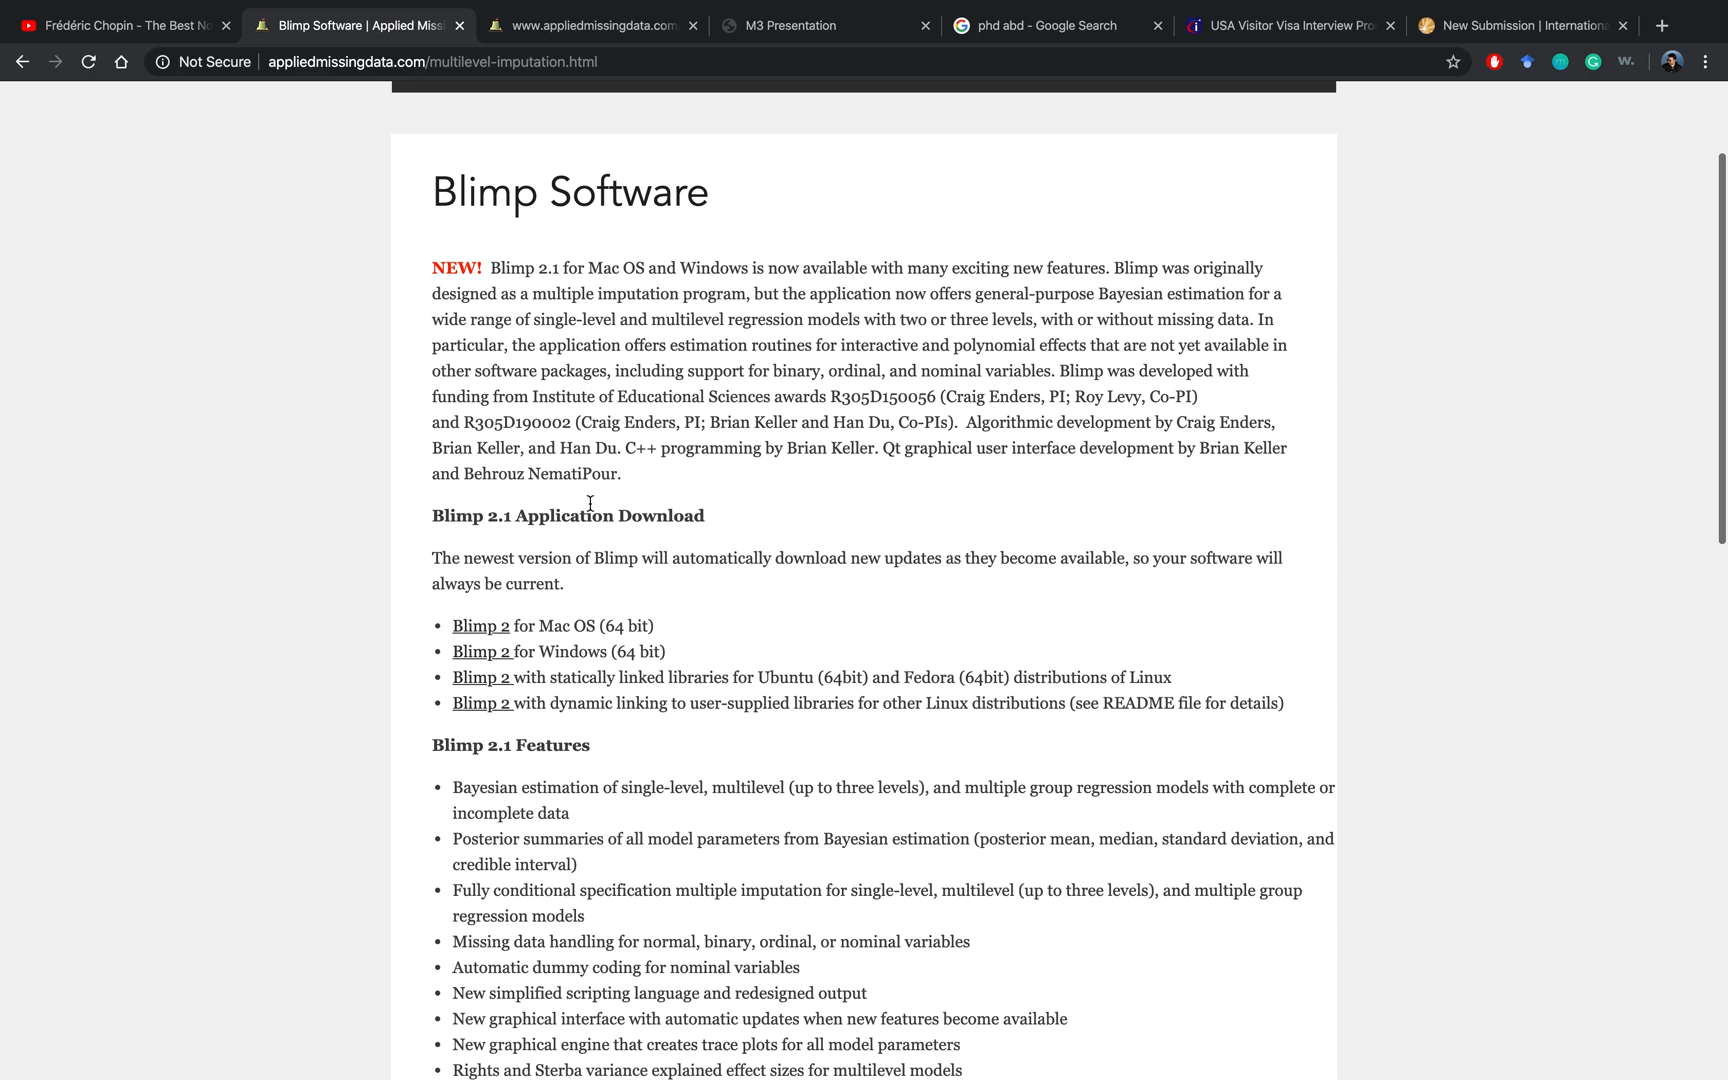 Frédéric Chopin - The Best No
Blimp Software | Applied Missi
www.appliedmissingdata.com
M3 Presentation
phd abd - Google Search
USA Visitor Visa Interview Pro
New Submission | Internationa
Not Secure
appliedmissingdata.com/multilevel-imputation.html
Blimp Software
NEW! Blimp 2.1 for Mac OS and Windows is now available with many exciting new features. Blimp was originally
designed as a multiple imputation program, but the application now offers general-purpose Bayesian estimation for a
wide range of single-level and multilevel regression models with two or three levels, with or without missing data. In
particular, the application offers estimation routines for interactive and polynomial effects that are not yet available in
other software packages, including support for binary, ordinal, and nominal variables. Blimp was developed with
funding from Institute of Educational Sciences awards R305D150056 (Craig Enders, PI; Roy Levy, Co-PI)
and R305D190002 (Craig Enders, PI; Brian Keller and Han Du, Co-PIs). Algorithmic development by Craig Enders,
Brian Keller, and Han Du. C++ programming by Brian Keller. Qt graphical user interface development by Brian Keller
and Behrouz NematiPour.
Blimp 2.1 Application Download
The newest version of Blimp will automatically download new updates as they become available, so your software will
always be current.
• Blimp 2 for Mac OS (64 bit)
• Blimp 2 for Windows (64 bit)
• Blimp 2 with statically linked libraries for Ubuntu (64bit) and Fedora (64bit) distributions of Linux
• Blimp 2 with dynamic linking to user-supplied libraries for other Linux distributions (see README file for details)
Blimp 2.1 Features
• Bayesian estimation of single-level, multilevel (up to three levels), and multiple group regression models with complete or
incomplete data
• Posterior summaries of all model parameters from Bayesian estimation (posterior mean, median, standard deviation, and
credible interval)
• Fully conditional specification multiple imputation for single-level, multilevel (up to three levels), and multiple group
regression models
• Missing data handling for normal, binary, ordinal, or nominal variables
• Automatic dummy coding for nominal variables
• New simplified scripting language and redesigned output
• New graphical interface with automatic updates when new features become available
• New graphical engine that creates trace plots for all model parameters
• Rights and Sterba variance explained effect sizes for multilevel models